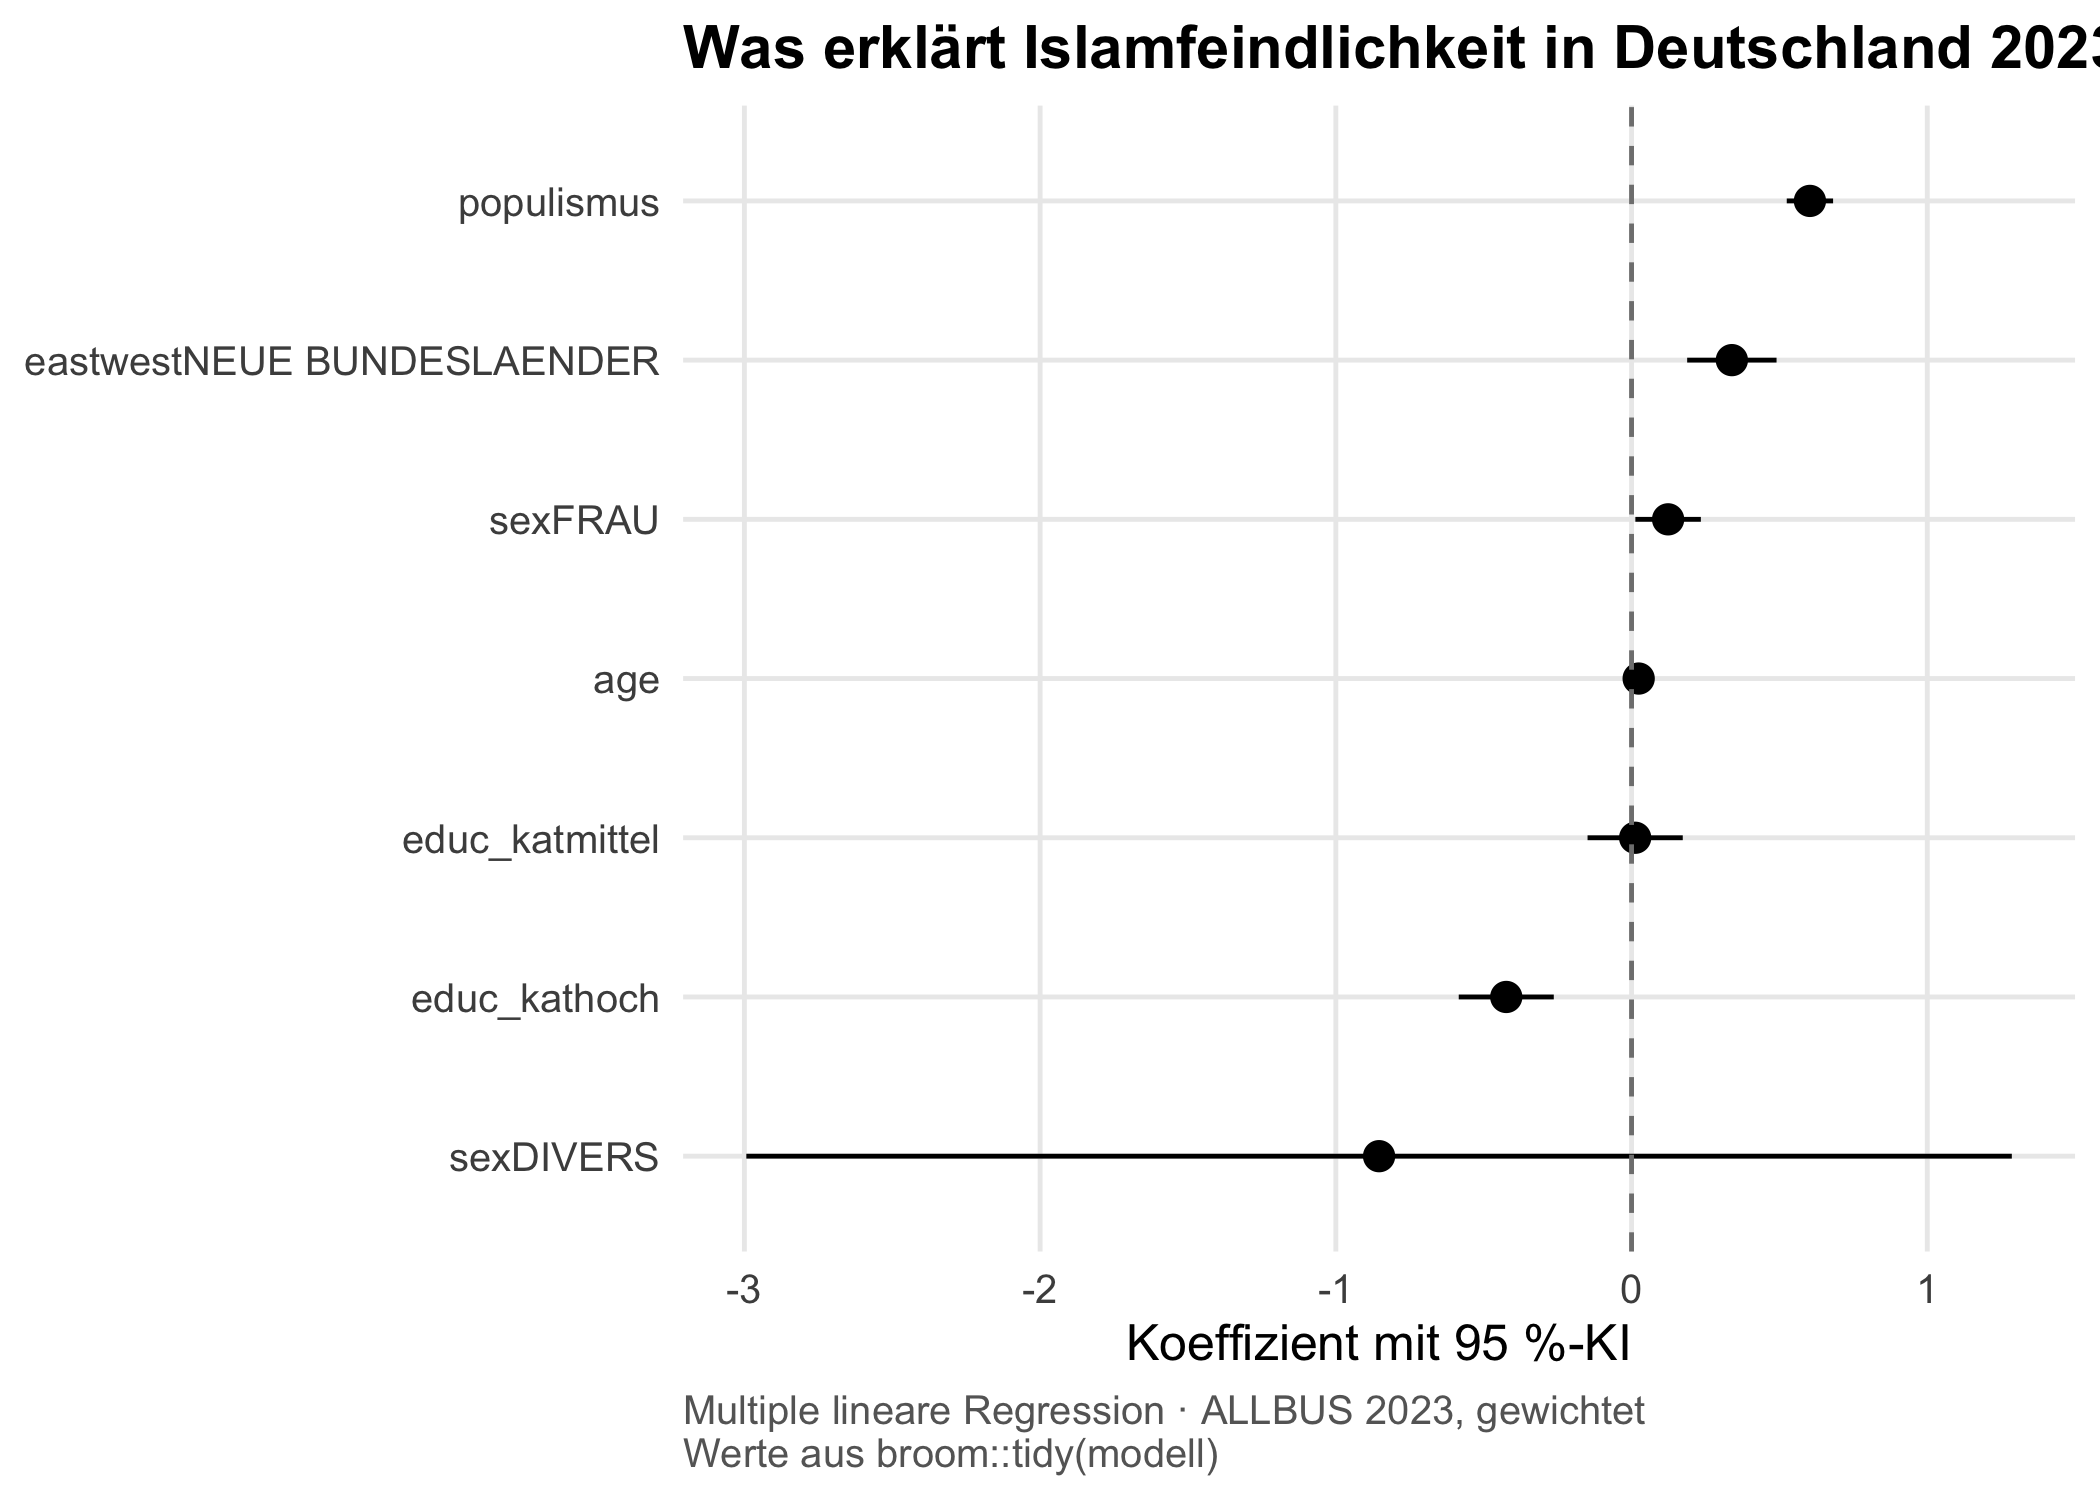 Was erklärt Islamfeindlichkeit in Deutschland 2023
populismus
eastwestNEUE BUNDESLAENDER
sexFRAU
age
educ_katmittel
educ_kathoch
sexDIVERS
-3 -2 -1 0 1
Koeffizient mit 95 %-KI
Multiple lineare Regression · ALLBUS 2023, gewichtet
Werte aus broom::tidy(modell)